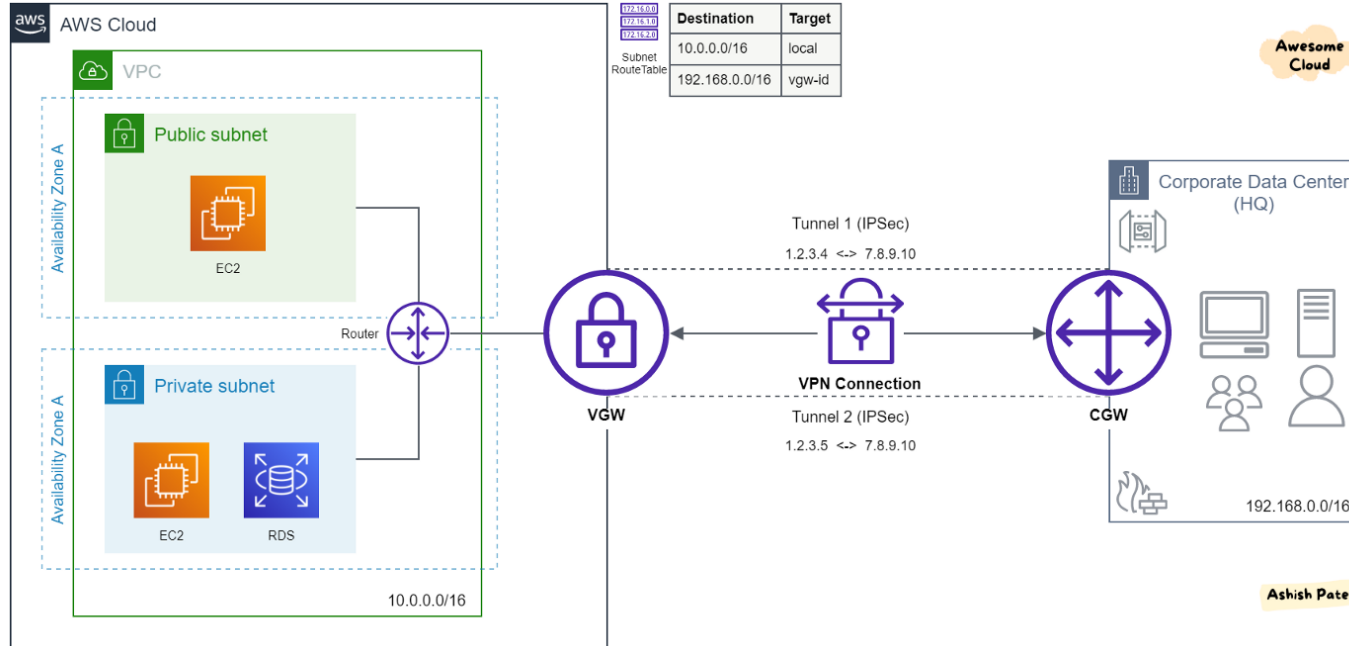 aws
AWS Cloud
VPC
Availability Zone A
Public subnet
EC2
Router
Availability Zone A
Private subnet
EC2
RDS
10.0.0.0/16
172.16.0.0
172.16.1.0
172.16.2.0
Subnet
RouteTable
Destination Target
10.0.0.0/16 local
192.168.0.0/16 vgw-id
VGW
Tunnel 1 (IPSec)
1.2.3.4 <-> 7.8.9.10
VPN Connection
Tunnel 2 (IPSec)
1.2.3.5 <-> 7.8.9.10
CGW
Awesome
Cloud
Corporate Data Center
(HQ)
192.168.0.0/16
Ashish Pate